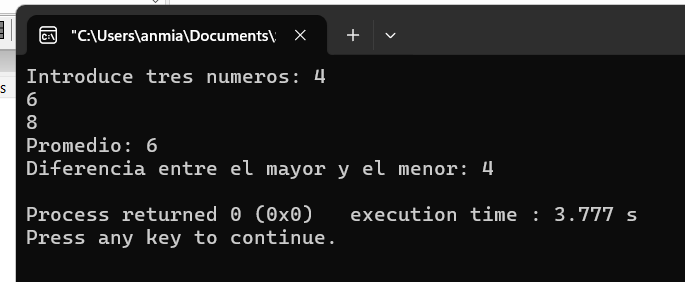 "C:\Users\anmia\Documents\
s
Introduce tres numeros: 4
6
8
Promedio: 6
Diferencia entre el mayor y el menor: 4
Process returned 0 (0x0)   execution time : 3.777 s
Press any key to continue.